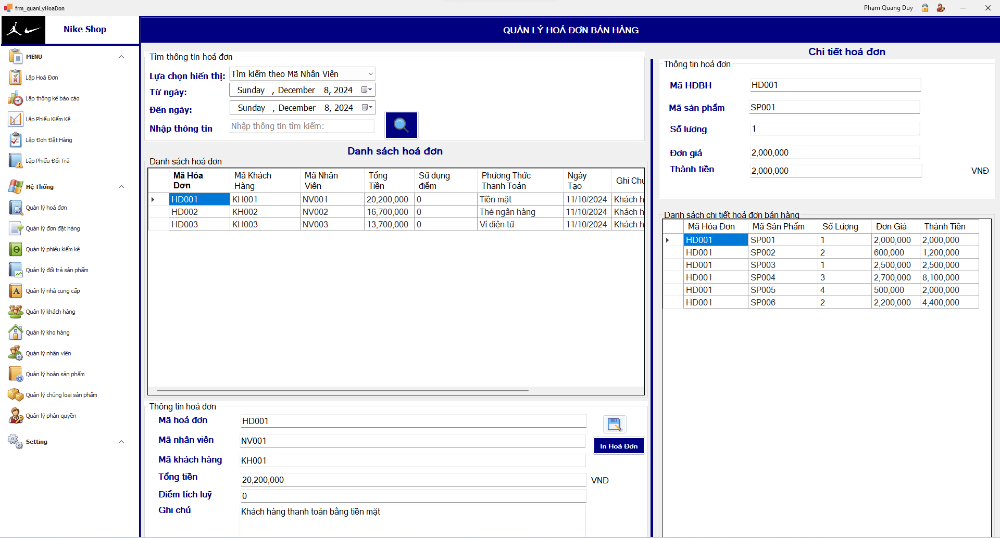 frm_quanLyHoaDon
Phạm Quang Duy
Nike Shop
QUẢN LÝ HOÁ ĐƠN BÁN HÀNG
MENU
Lập Hoá Đơn
Lập thống kê báo cáo
Lập Phiếu Kiểm Kê
Lập Đơn Đặt Hàng
Lập Phiếu Đổi Trả
Hệ Thống
Quản lý hoá đơn
Quản lý đơn đặt hàng
Quản lý phiếu kiểm kê
Quản lý đổi trả sản phẩm
Quản lý nhà cung cấp
Quản lý khách hàng
Quản lý kho hàng
Quản lý nhân viên
Quản lý hoàn sản phẩm
Quản lý chủng loại sản phẩm
Quản lý phân quyền
Setting
Tìm thông tin hoá đơn
Lựa chọn hiển thị: Tìm kiếm theo Mã Nhân Viên
Từ ngày: Sunday , December 8, 2024
Đến ngày: Sunday , December 8, 2024
Nhập thông tin Nhập thông tin tìm kiếm:
Danh sách hoá đơn
Danh sách hoá đơn
Mã Hóa Đơn Mã Khách Hàng Mã Nhân Viên Tổng Tiền Sử dụng điểm Phương Thức Thanh Toán Ngày Tạo Ghi Chú
HD001 KH001 NV001 20,200,000 0 Tiền mặt 11/10/2024 Khách h
HD002 KH002 NV002 16,700,000 0 Thẻ ngân hàng 11/10/2024 Khách h
HD003 KH003 NV003 13,700,000 0 Ví điện tử 11/10/2024 Khách h
Thông tin hoá đơn
Mã hoá đơn HD001
Mã nhân viên NV001
In Hoá Đơn
Mã khách hàng KH001
Tổng tiền 20,200,000 VNĐ
Điểm tích luỹ 0
Ghi chú Khách hàng thanh toán bằng tiền mặt
Chi tiết hoá đơn
Thông tin hoá đơn
Mã HDBH HD001
Mã sản phẩm SP001
Số lượng 1
Đơn giá 2,000,000
Thành tiền 2,000,000 VNĐ
Danh sách chi tiết hoá đơn bán hàng
Mã Hóa Đơn Mã Sản Phẩm Số Lượng Đơn Giá Thành Tiền
HD001 SP001 1 2,000,000 2,000,000
HD001 SP002 2 600,000 1,200,000
HD001 SP003 1 2,500,000 2,500,000
HD001 SP004 3 2,700,000 8,100,000
HD001 SP005 4 500,000 2,000,000
HD001 SP006 2 2,200,000 4,400,000